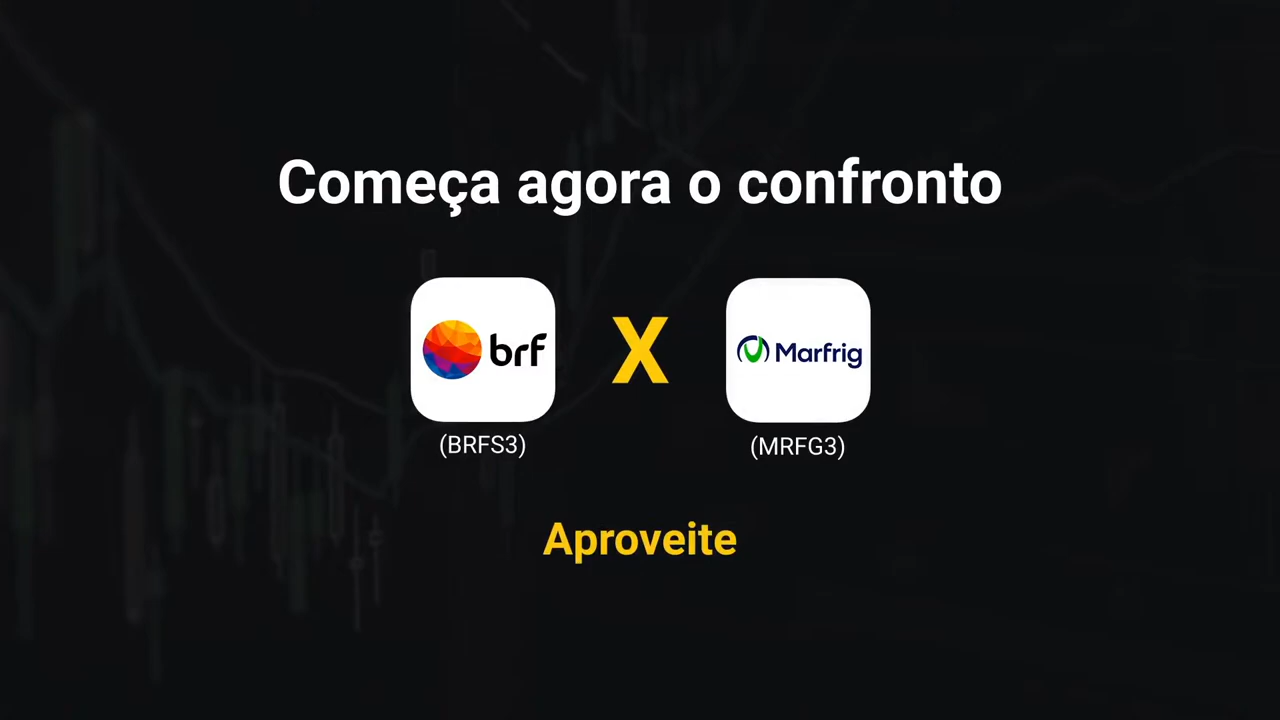 Começa agora o confronto
brf X Marfrig
(BRFS3) (MRFG3)
Aproveite